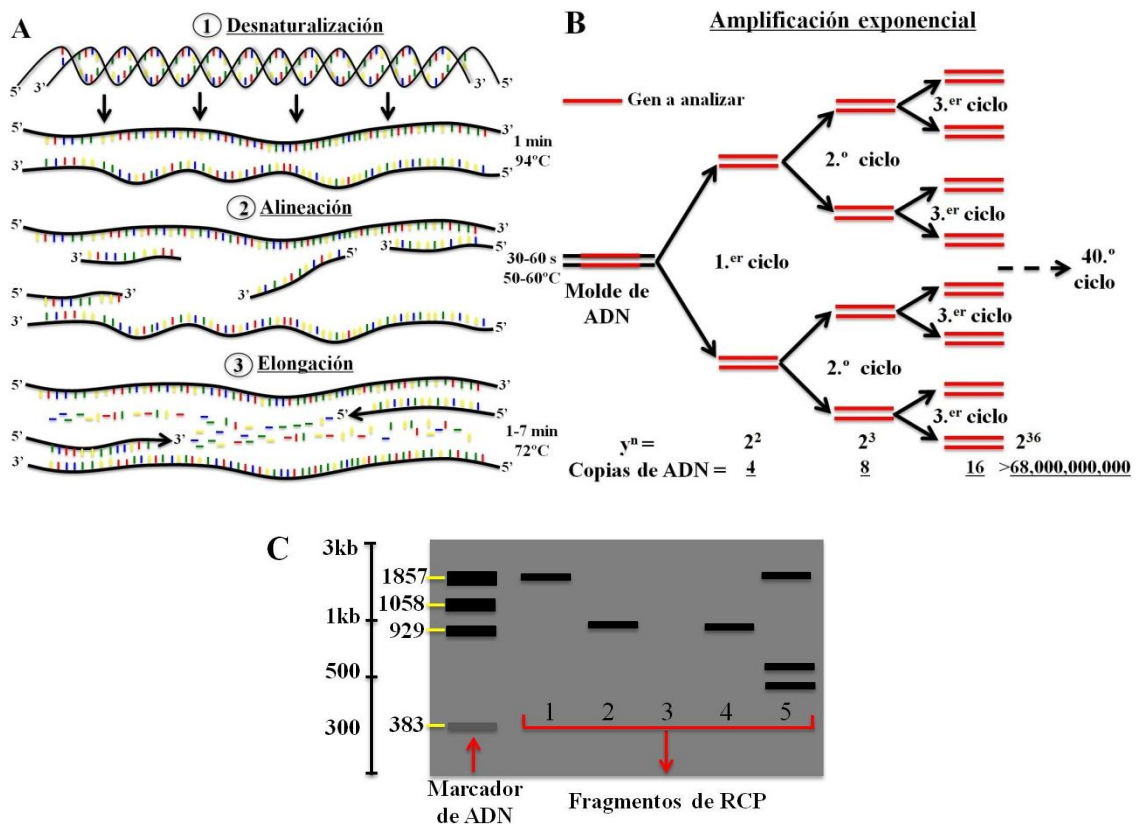 A
① Desnaturalización
5’ 3’ 3’ 5’
5’ 3’
1 min
94ºC
3’ 5’
② Alineación
5’ 3’
3’ 5’ 3’ 5’
30-60 s
50-60ºC
5’ 3’ 3’
3’ 5’
③ Elongación
5’ 3’
5’
5’ 3’
1-7 min
72ºC
3’ 5’
B
Amplificación exponencial
Gen a analizar
Molde de
ADN
1.er ciclo
2.º ciclo
2.º ciclo
3.er ciclo
3.er ciclo
3.er ciclo
3.er ciclo
40.º
ciclo
yⁿ = 2² 2³ 2³⁶
Copias de ADN = 4 8 16 >68,000,000,000
C
3kb
1kb
500
300
1857
1058
929
383
1 2 3 4 5
Marcador
de ADN
Fragmentos de RCP